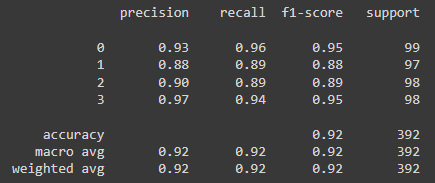 precision recall f1-score support
0 0.93 0.96 0.95 99
1 0.88 0.89 0.88 97
2 0.90 0.89 0.89 98
3 0.97 0.94 0.95 98
accuracy 0.92 392
macro avg 0.92 0.92 0.92 392
weighted avg 0.92 0.92 0.92 392